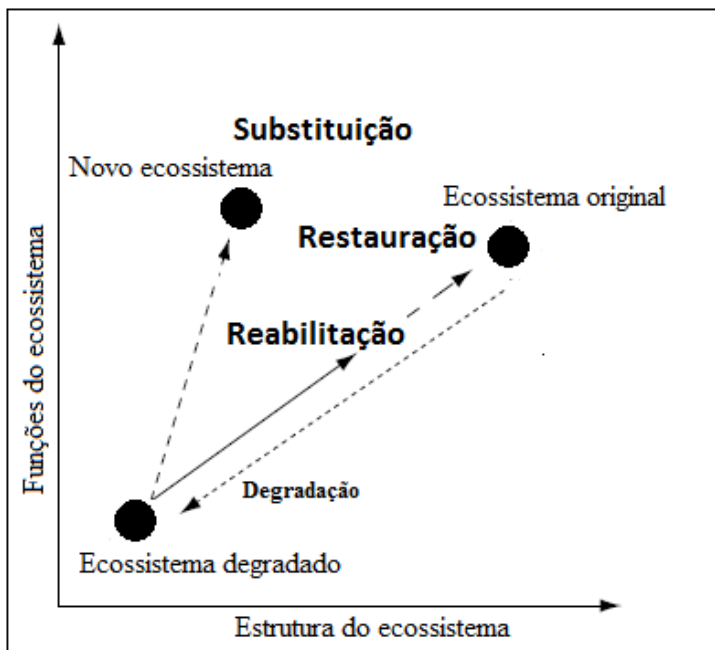 Substituição
Novo ecossistema
Ecossistema original
Restauração
Reabilitação
Degradação
Ecossistema degradado
Funções do ecossistema
Estrutura do ecossistema